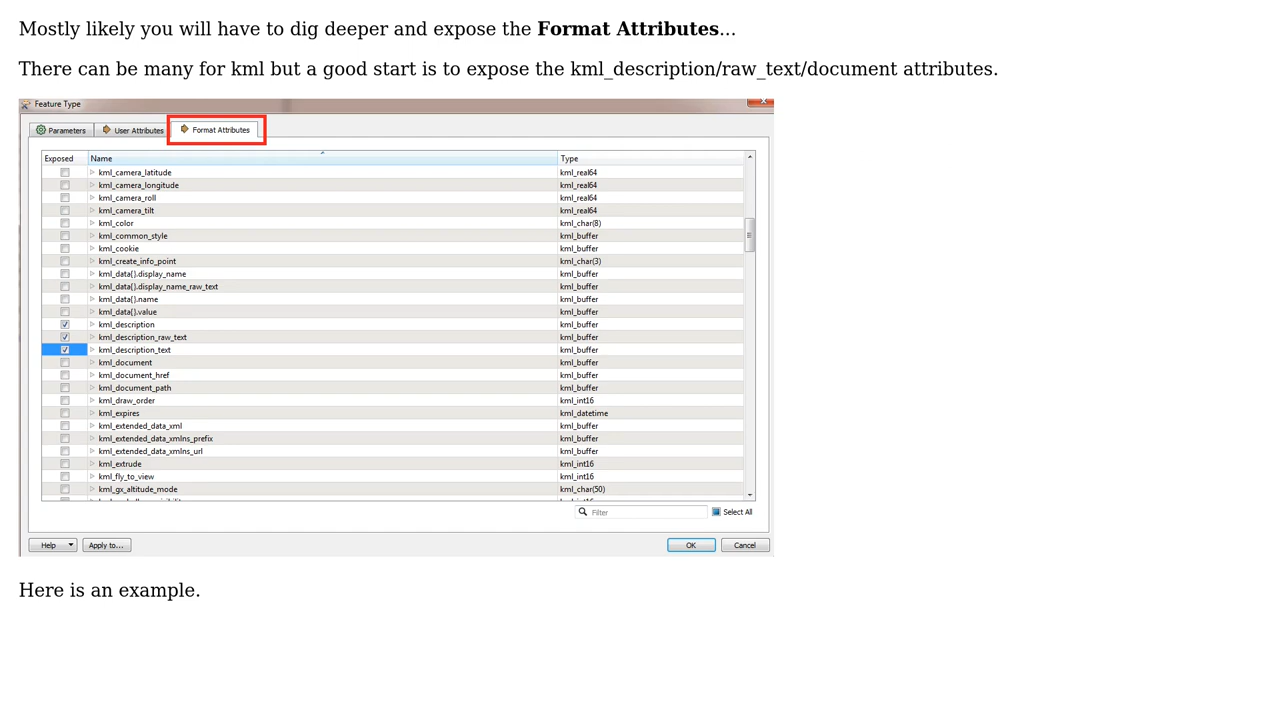 Mostly likely you will have to dig deeper and expose the Format Attributes...
There can be many for kml but a good start is to expose the kml_description/raw_text/document attributes.
Feature Type
Parameters User Attributes Format Attributes
Exposed Name Type
kml_camera_latitude kml_real64
kml_camera_longitude kml_real64
kml_camera_roll kml_real64
kml_camera_tilt kml_real64
kml_color kml_char(8)
kml_common_style kml_buffer
kml_cookie kml_buffer
kml_create_info_point kml_char(3)
kml_data{}.display_name kml_buffer
kml_data{}.display_name_raw_text kml_buffer
kml_data{}.name kml_buffer
kml_data{}.value kml_buffer
kml_description kml_buffer
kml_description_raw_text kml_buffer
kml_description_text kml_buffer
kml_document kml_buffer
kml_document_href kml_buffer
kml_document_path kml_buffer
kml_draw_order kml_int16
kml_expires kml_datetime
kml_extended_data_xml kml_buffer
kml_extended_data_xmlns_prefix kml_buffer
kml_extended_data_xmlns_url kml_buffer
kml_extrude kml_int16
kml_fly_to_view kml_int16
kml_gx_altitude_mode kml_char(50)
Filter Select All
Help Apply to... OK Cancel
Here is an example.